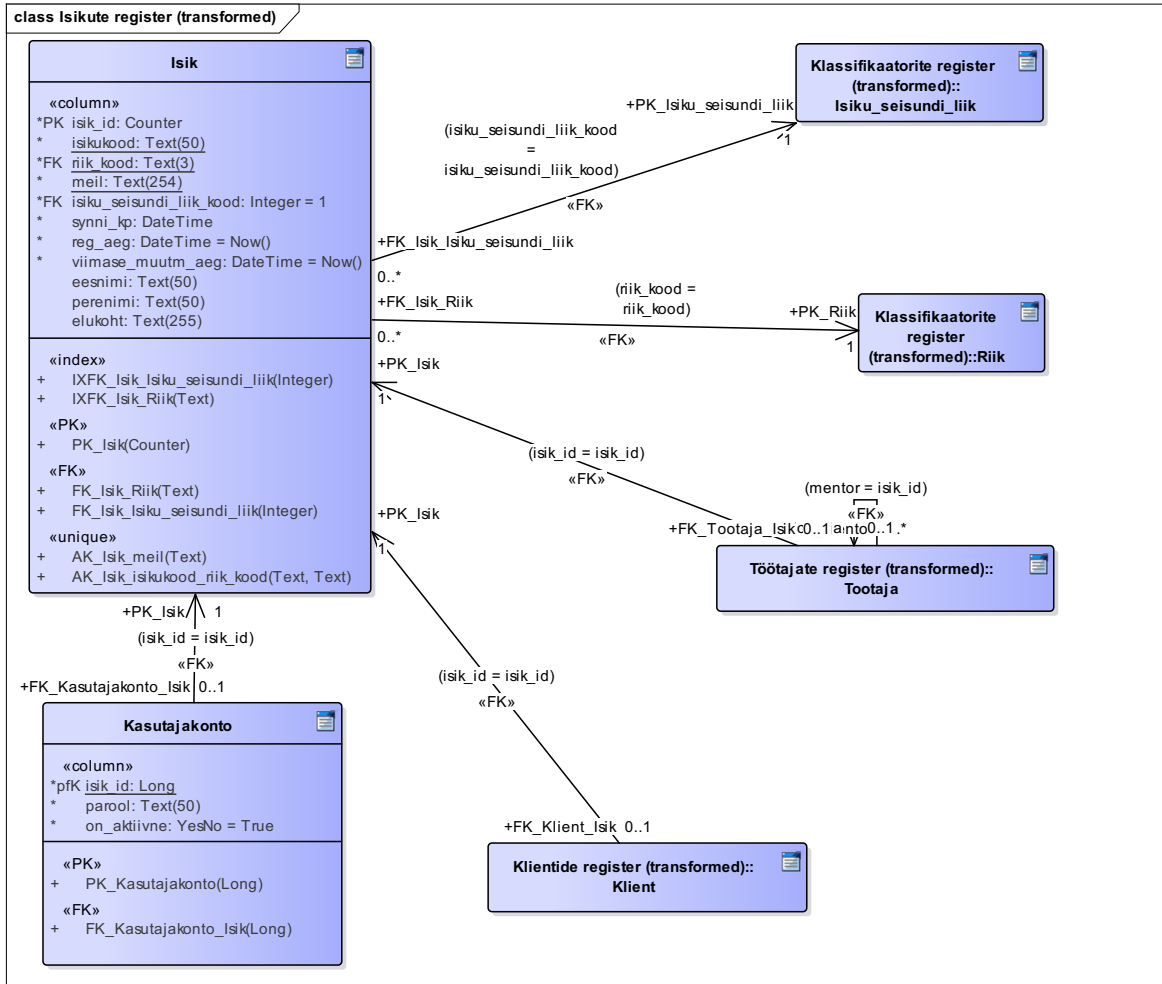 class Isikute register (transformed)
Isik
«column»
*PK isik_id: Counter
* isikukood: Text(50)
*FK riik_kood: Text(3)
* meil: Text(254)
*FK isiku_seisundi_liik_kood: Integer = 1
* synni_kp: DateTime
* reg_aeg: DateTime = Now()
* viimase_muutm_aeg: DateTime = Now()
eesnimi: Text(50)
perenimi: Text(50)
elukoht: Text(255)
«index»
+ IXFK_Isik_Isiku_seisundi_liik(Integer)
+ IXFK_Isik_Riik(Text)
«PK»
+ PK_Isik(Counter)
«FK»
+ FK_Isik_Riik(Text)
+ FK_Isik_Isiku_seisundi_liik(Integer)
«unique»
+ AK_Isik_meil(Text)
+ AK_Isik_isikukood_riik_kood(Text, Text)
Klassifikaatorite register
(transformed)::
Isiku_seisundi_liik
+PK_Isiku_seisundi_liik
1
(isiku_seisundi_liik_kood
=
isiku_seisundi_liik_kood)
«FK»
+FK_Isik_Isiku_seisundi_liik
0..*
+FK_Isik_Riik
0..*
(riik_kood =
riik_kood)
«FK»
+PK_Riik
1
Klassifikaatorite
register
(transformed)::Riik
+PK_Isik
1
(isik_id = isik_id)
«FK»
(mentor = isik_id)
«FK»
+FK_Tootaja_Isik
0..1
0..1
Töötajate register (transformed)::
Tootaja
+PK_Isik
1
(isik_id = isik_id)
«FK»
+FK_Klient_Isik 0..1
Klientide register (transformed)::
Klient
+PK_Isik 1
(isik_id = isik_id)
«FK»
+FK_Kasutajakonto_Isik 0..1
Kasutajakonto
«column»
*pfK isik_id: Long
* parool: Text(50)
* on_aktiivne: YesNo = True
«PK»
+ PK_Kasutajakonto(Long)
«FK»
+ FK_Kasutajakonto_Isik(Long)